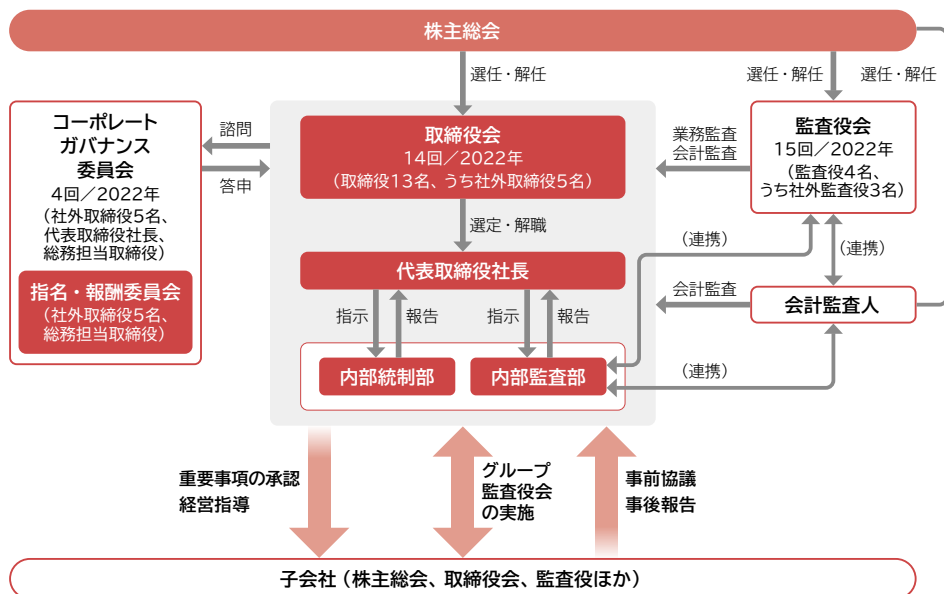 株主総会
選任・解任
選任・解任
選任・解任
コーポレート
ガバナンス
委員会
4回／2022年
（社外取締役5名、
代表取締役社長、
総務担当取締役）
指名・報酬委員会
（社外取締役5名、
総務担当取締役）
諮問
答申
取締役会
14回／2022年
（取締役13名、うち社外取締役5名）
業務監査
会計監査
監査役会
15回／2022年
（監査役4名、
うち社外監査役3名）
選定・解職
（連携）
（連携）
代表取締役社長
会計監査
会計監査人
指示
報告
指示
報告
内部統制部
内部監査部
（連携）
重要事項の承認
経営指導
グループ
監査役会
の実施
事前協議
事後報告
子会社（株主総会、取締役会、監査役ほか）